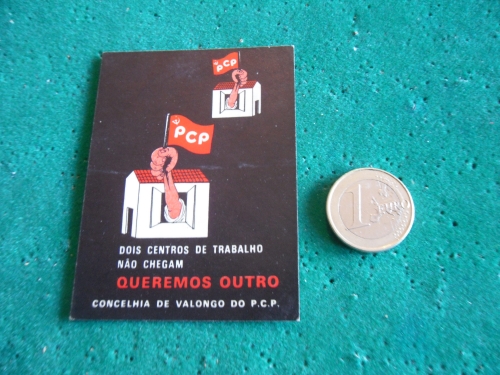 PCP
PCP
DOIS CENTROS DE TRABALHO
NÃO CHEGAM
QUEREMOS OUTRO
CONCELHIA DE VALONGO DO P.C.P.
1 EURO